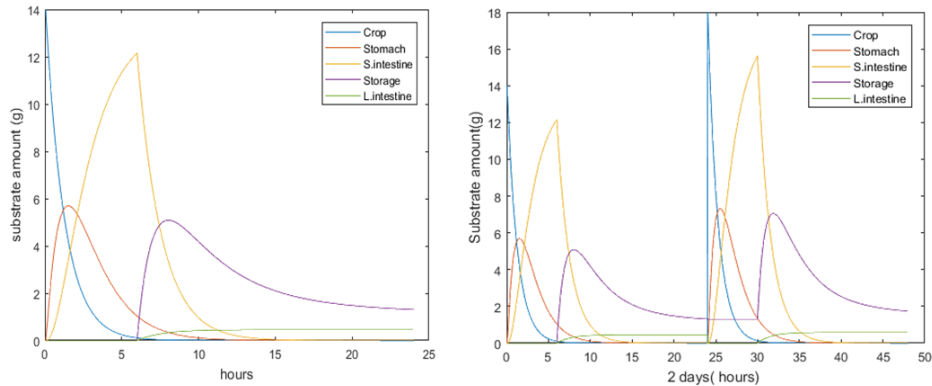 14
12
10
8
6
4
2
0
substrate amount (g)
0 5 10 15 20 25
hours
Crop
Stomach
S.intestine
Storage
L.intestine
18
16
14
12
10
8
6
4
2
0
Substrate amount(g)
0 5 10 15 20 25 30 35 40 45 50
2 days( hours)
Crop
Stomach
S.intestine
Storage
L.intestine